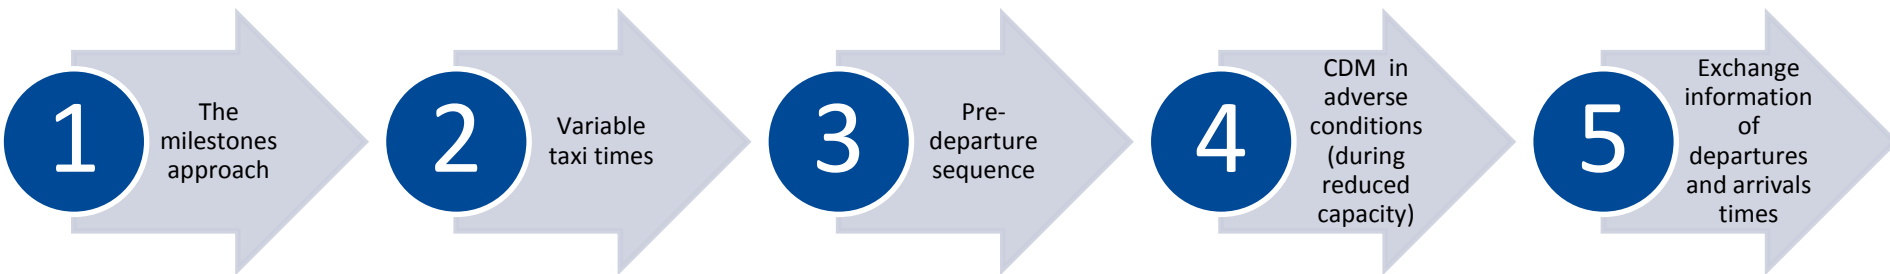 1
The
milestones
approach
2
Variable
taxi times
3
Pre-
departure
sequence
4
CDM in
adverse
conditions
(during
reduced
capacity)
5
Exchange
information
of
departures
and arrivals
times